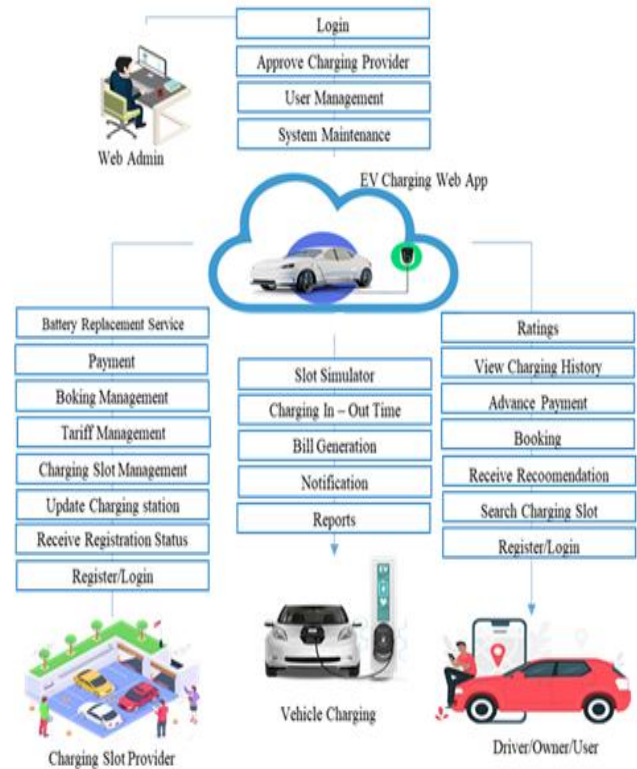 Login
Approve Charging Provider
User Management
System Maintenance
Web Admin
EV Charging Web App
Battery Replacement Service
Payment
Boking Management
Tariff Management
Charging Slot Management
Update Charging station
Receive Registration Status
Register/Login
Charging Slot Provider
Slot Simulator
Charging In – Out Time
Bill Generation
Notification
Reports
Vehicle Charging
Ratings
View Charging History
Advance Payment
Booking
Receive Recoomendation
Search Charging Slot
Register/Login
Driver/Owner/User